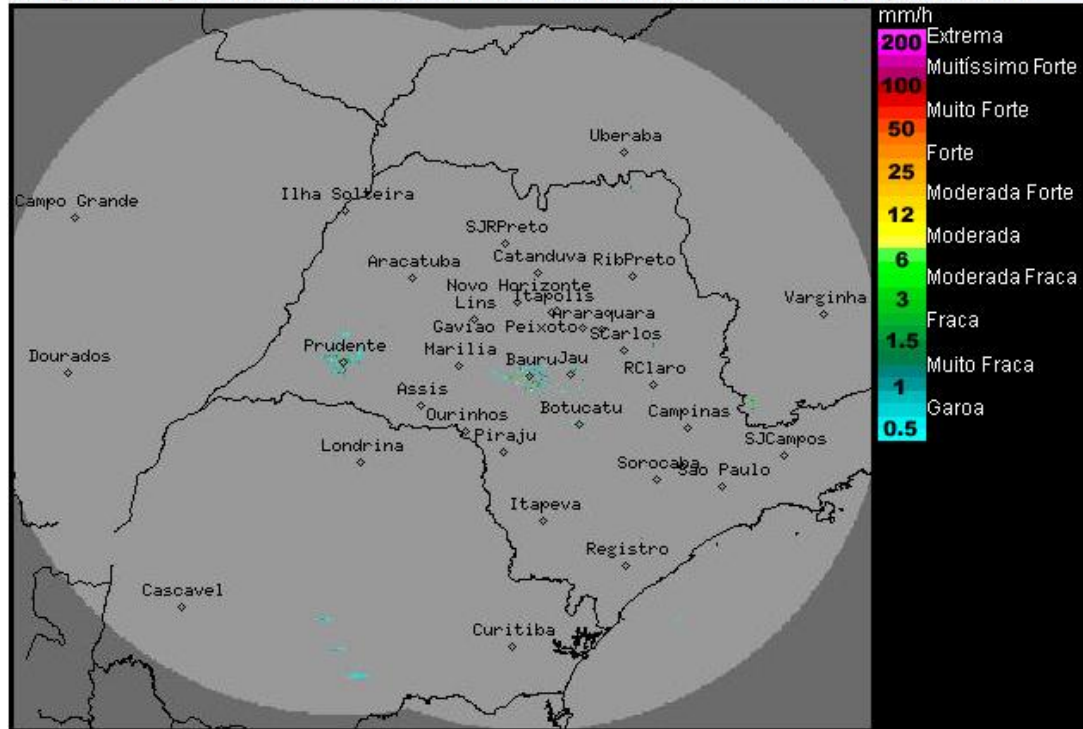 mm/h
200 Extrema
Muitíssimo Forte
100
Muito Forte
50
Forte
25
Moderada Forte
12
Moderada
6
Moderada Fraca
3
Fraca
1.5
Muito Fraca
1
Garoa
0.5
Uberaba
Campo Grande
Ilha Solteira
SJRPreto
Aracatuba
Catanduva
RibPreto
Novo Horizonte
Lins
Itapolis
Araraquara
Varginha
Gaviao Peixoto
SCarlos
Dourados
Prudente
Marilia
Bauru
Jau
RClaro
Assis
Ourinhos
Botucatu
Campinas
Piraju
SJCampos
Londrina
Sorocaba
Sao Paulo
Itapeva
Registro
Cascavel
Curitiba